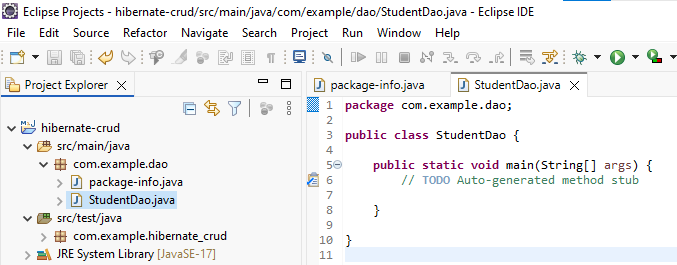 Eclipse Projects - hibernate-crud/src/main/java/com/example/dao/StudentDao.java - Eclipse IDE
File Edit Source Refactor Navigate Search Project Run Window Help
Project Explorer
package-info.java
StudentDao.java
hibernate-crud
src/main/java
com.example.dao
package-info.java
StudentDao.java
src/test/java
com.example.hibernate_crud
JRE System Library [JavaSE-17]
1 package com.example.dao;
2
3 public class StudentDao {
4
5 public static void main(String[] args) {
6 // TODO Auto-generated method stub
7
8 }
9
10 }
11